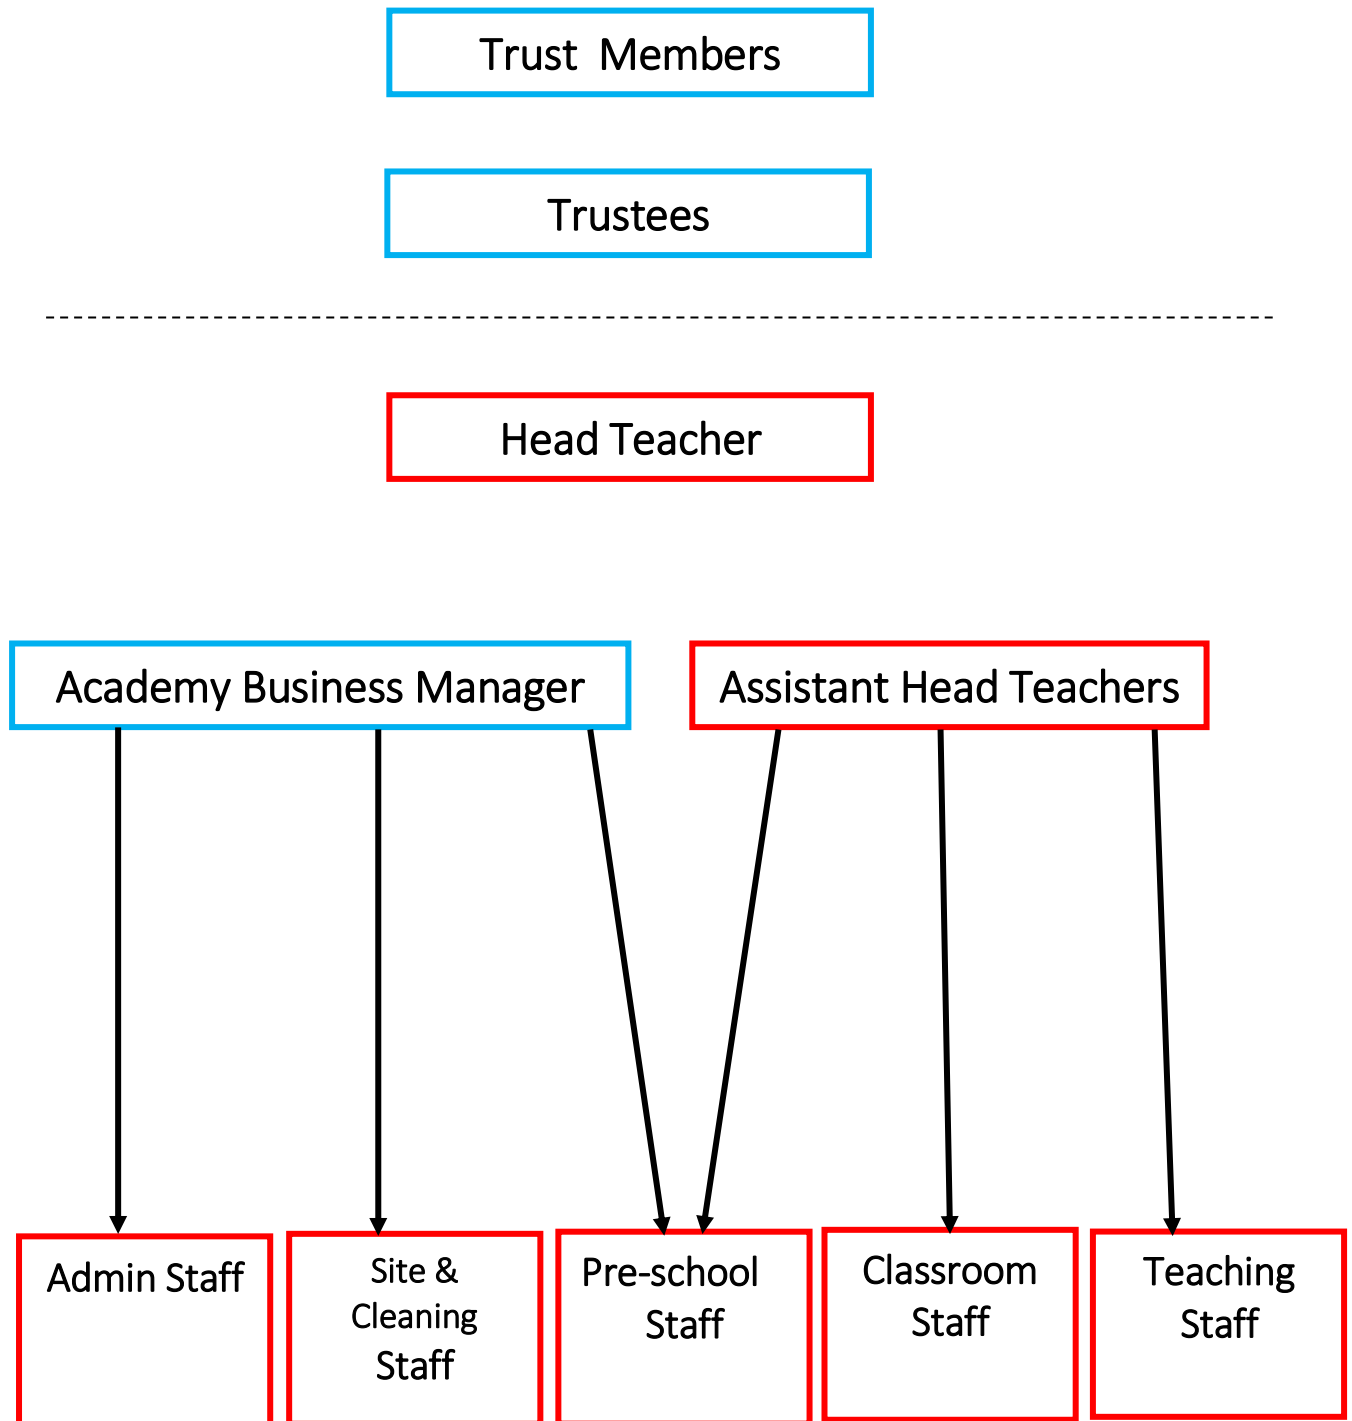 Trust Members
Trustees
Head Teacher
Academy Business Manager
Assistant Head Teachers
Admin Staff
Site &
Cleaning
Staff
Pre-school
Staff
Classroom
Staff
Teaching
Staff